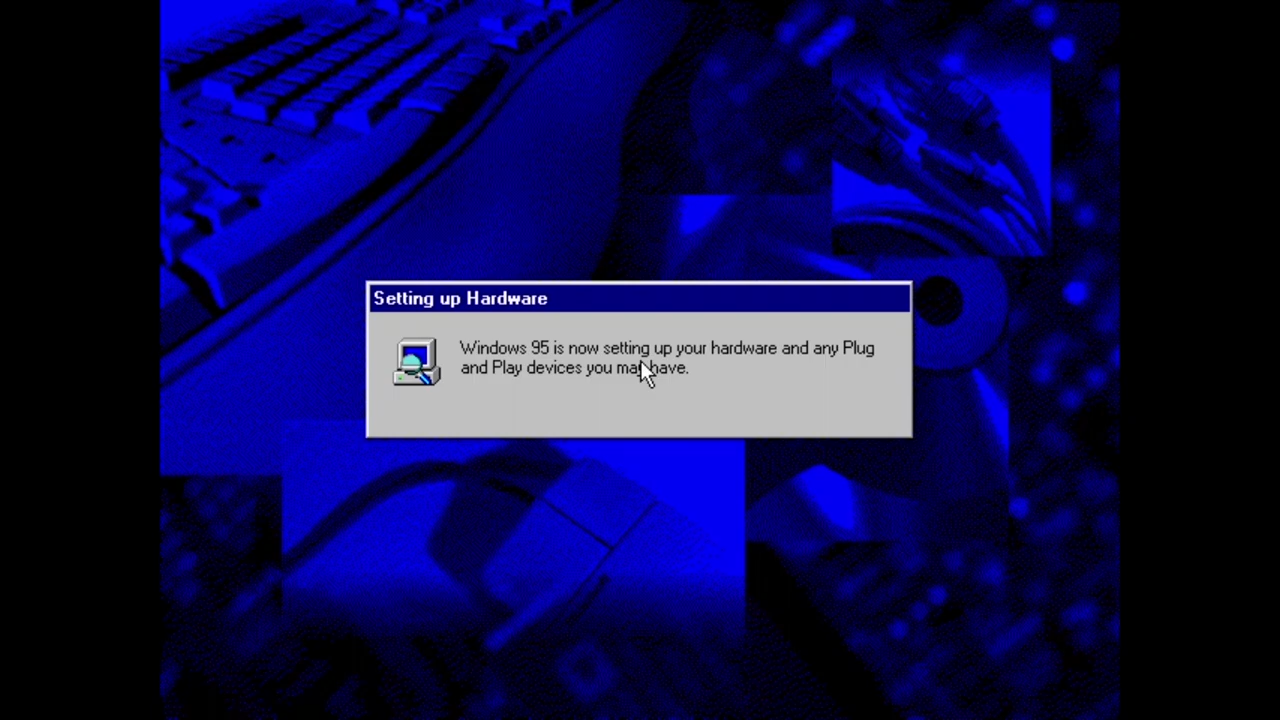 Setting up Hardware
Windows 95 is now setting up your hardware and any Plug
and Play devices you may have.